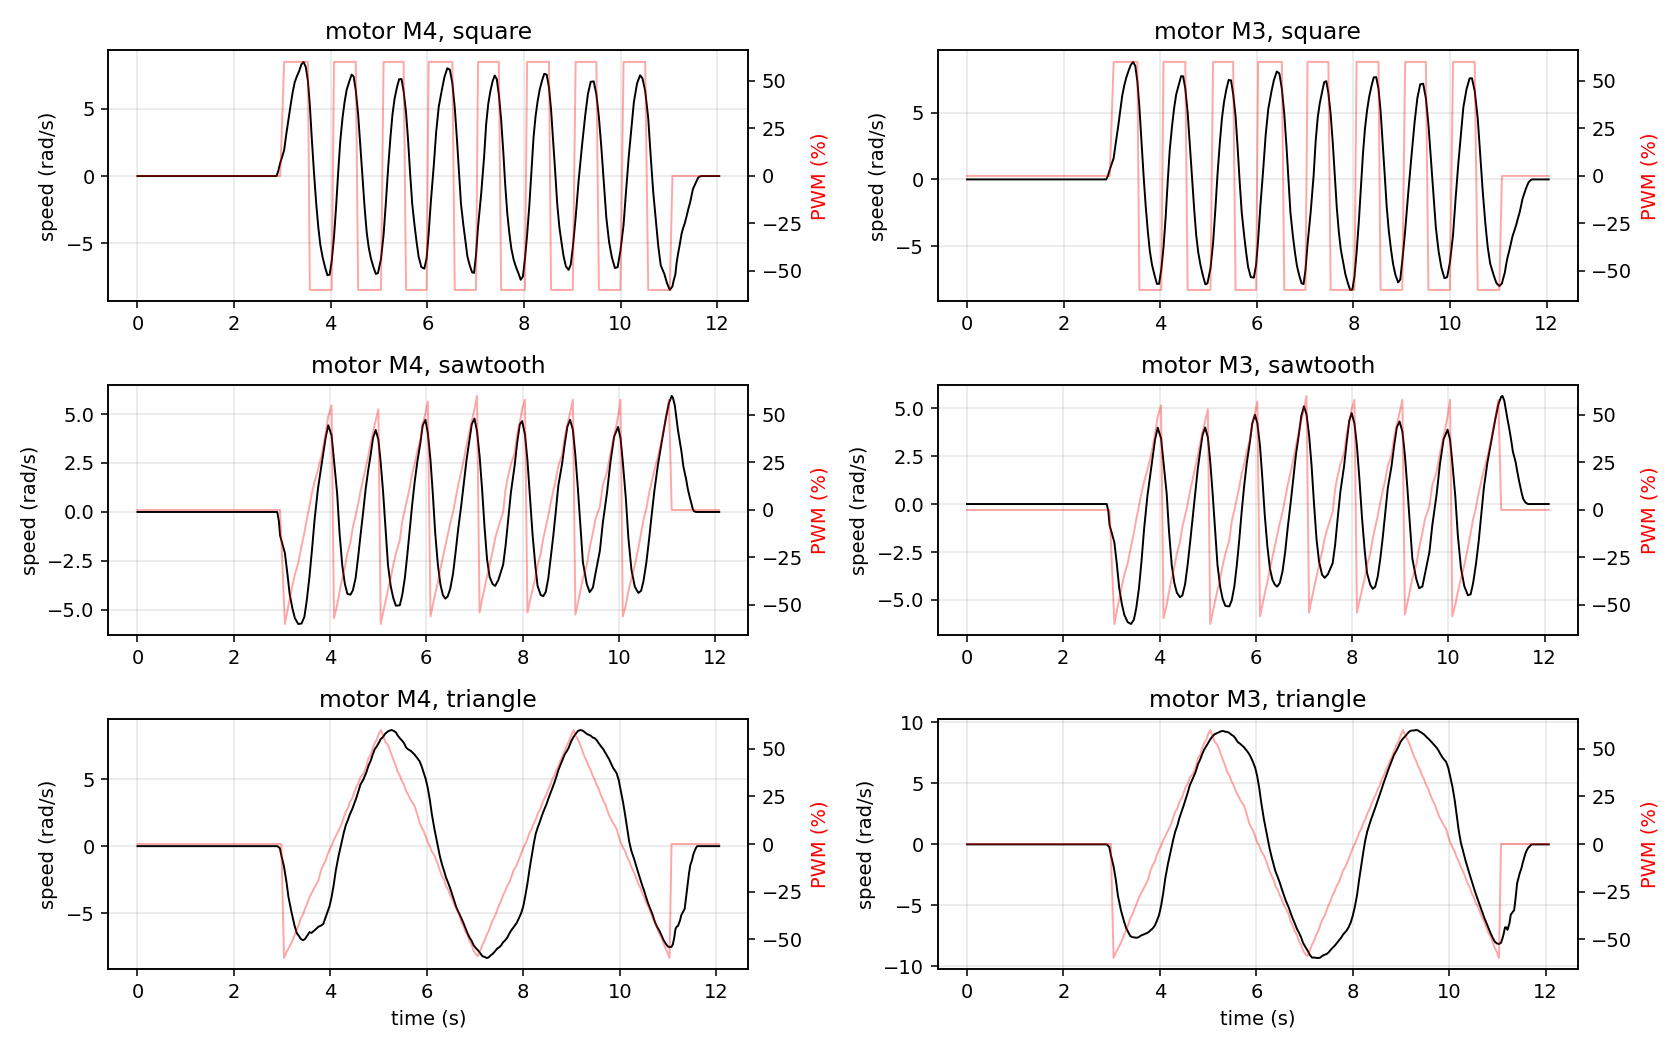 motor M4, square
speed (rad/s)
5
0
−5
50
25
0
−25
−50
PWM (%)
0 2 4 6 8 10 12
motor M3, square
speed (rad/s)
5
0
−5
50
25
0
−25
−50
PWM (%)
0 2 4 6 8 10 12
motor M4, sawtooth
speed (rad/s)
5.0
2.5
0.0
−2.5
−5.0
50
25
0
−25
−50
PWM (%)
0 2 4 6 8 10 12
motor M3, sawtooth
speed (rad/s)
5.0
2.5
0.0
−2.5
−5.0
50
25
0
−25
−50
PWM (%)
0 2 4 6 8 10 12
motor M4, triangle
speed (rad/s)
5
0
−5
50
25
0
−25
−50
PWM (%)
0 2 4 6 8 10 12
time (s)
motor M3, triangle
speed (rad/s)
10
5
0
−5
−10
50
25
0
−25
−50
PWM (%)
0 2 4 6 8 10 12
time (s)